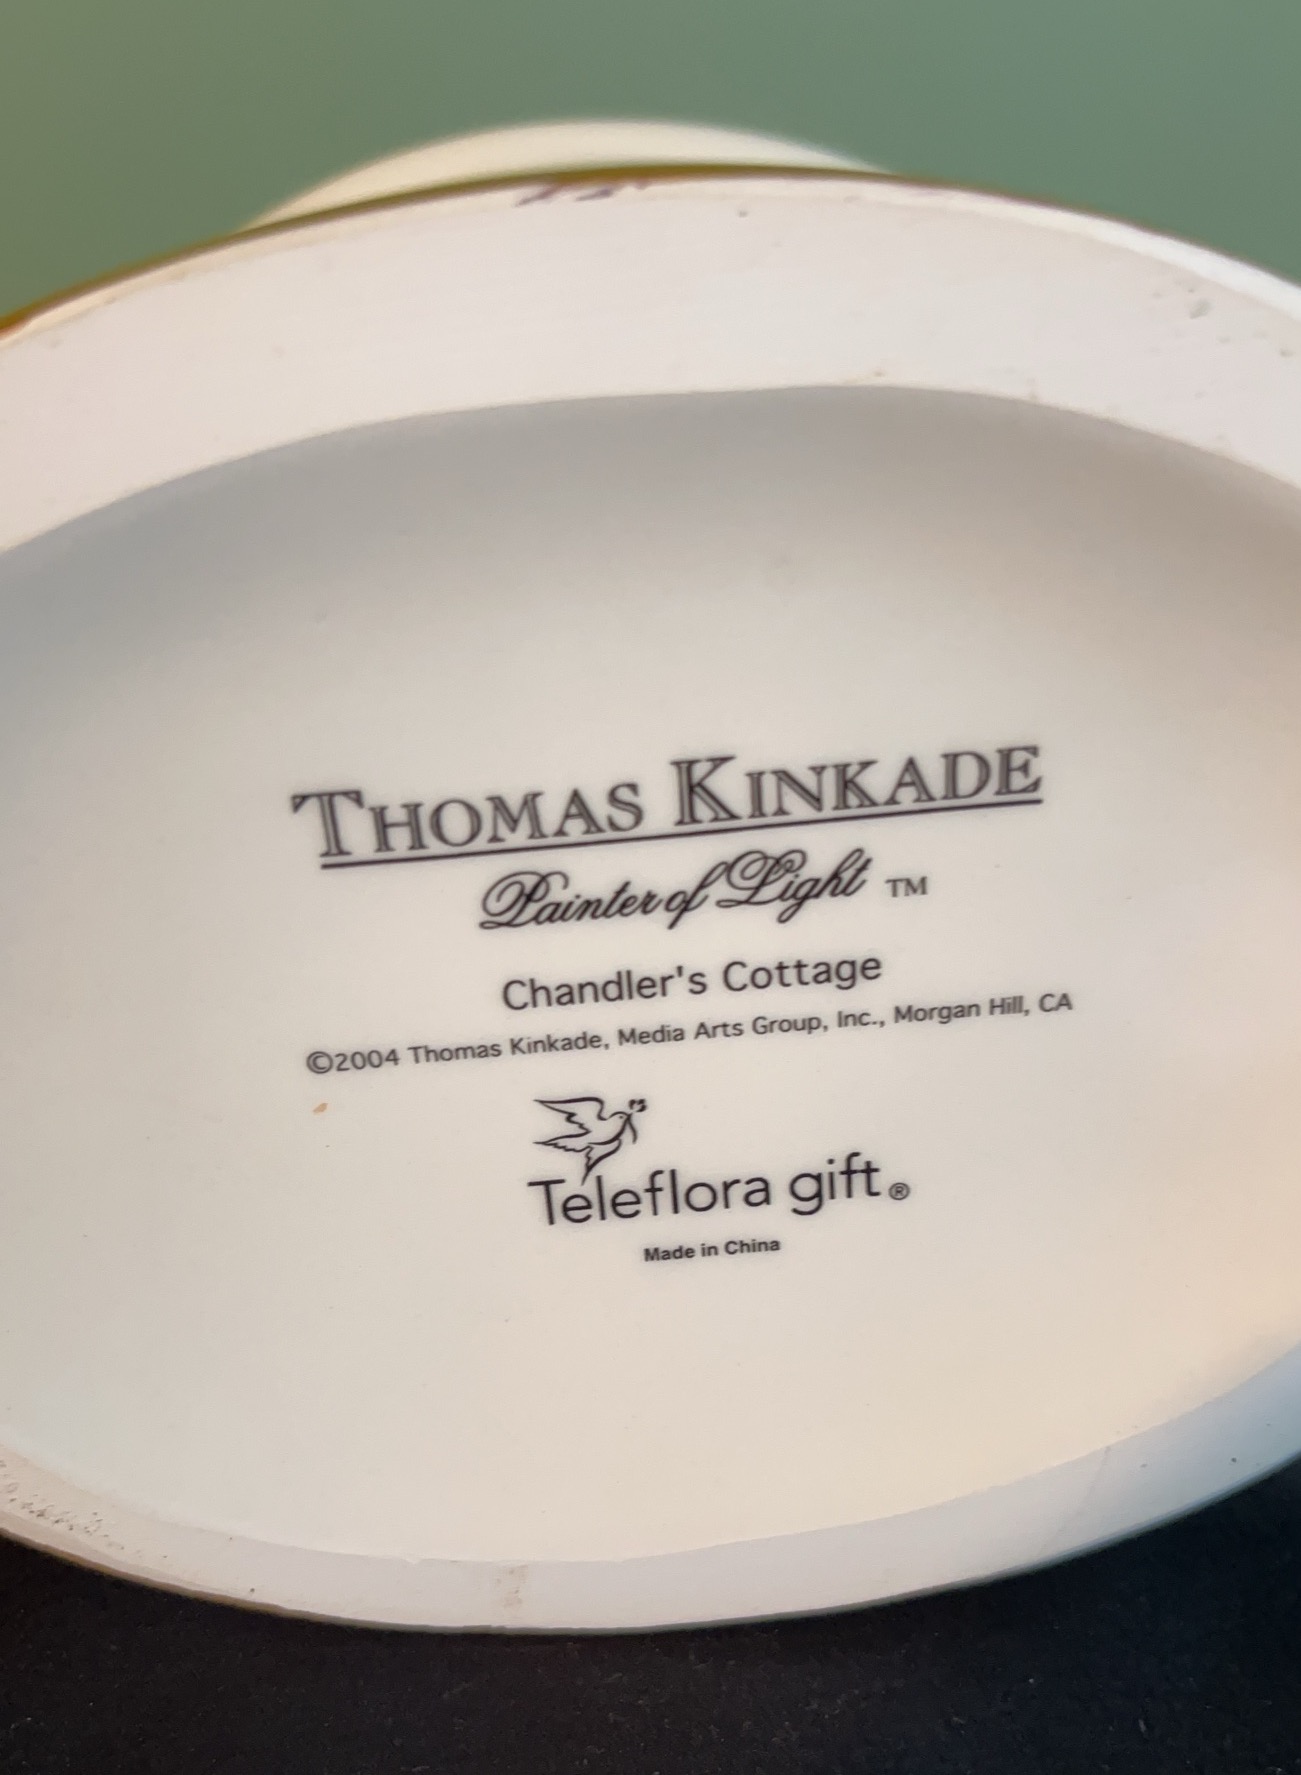 THOMAS KINKADE
Painter of Light ™
Chandler's Cottage
©2004 Thomas Kinkade, Media Arts Group, Inc., Morgan Hill, CA
Teleflora gift®
Made in China